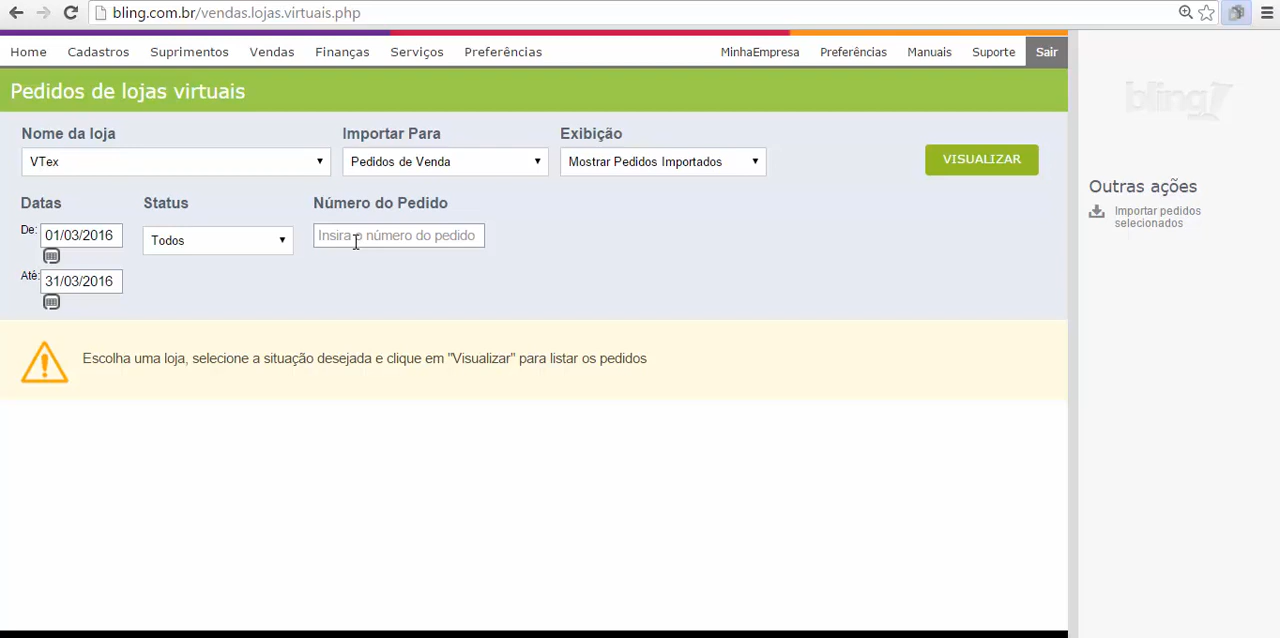 bling.com.br/vendas.lojas.virtuais.php
Home Cadastros Suprimentos Vendas Finanças Serviços Preferências MinhaEmpresa Preferências Manuais Suporte Sair
Pedidos de lojas virtuais
bling
Nome da loja Importar Para Exibição
VTex Pedidos de Venda Mostrar Pedidos Importados VISUALIZAR
Outras ações
Importar pedidos
selecionados
Datas Status Número do Pedido
De: 01/03/2016 Todos Insira o número do pedido
Até: 31/03/2016
Escolha uma loja, selecione a situação desejada e clique em "Visualizar" para listar os pedidos